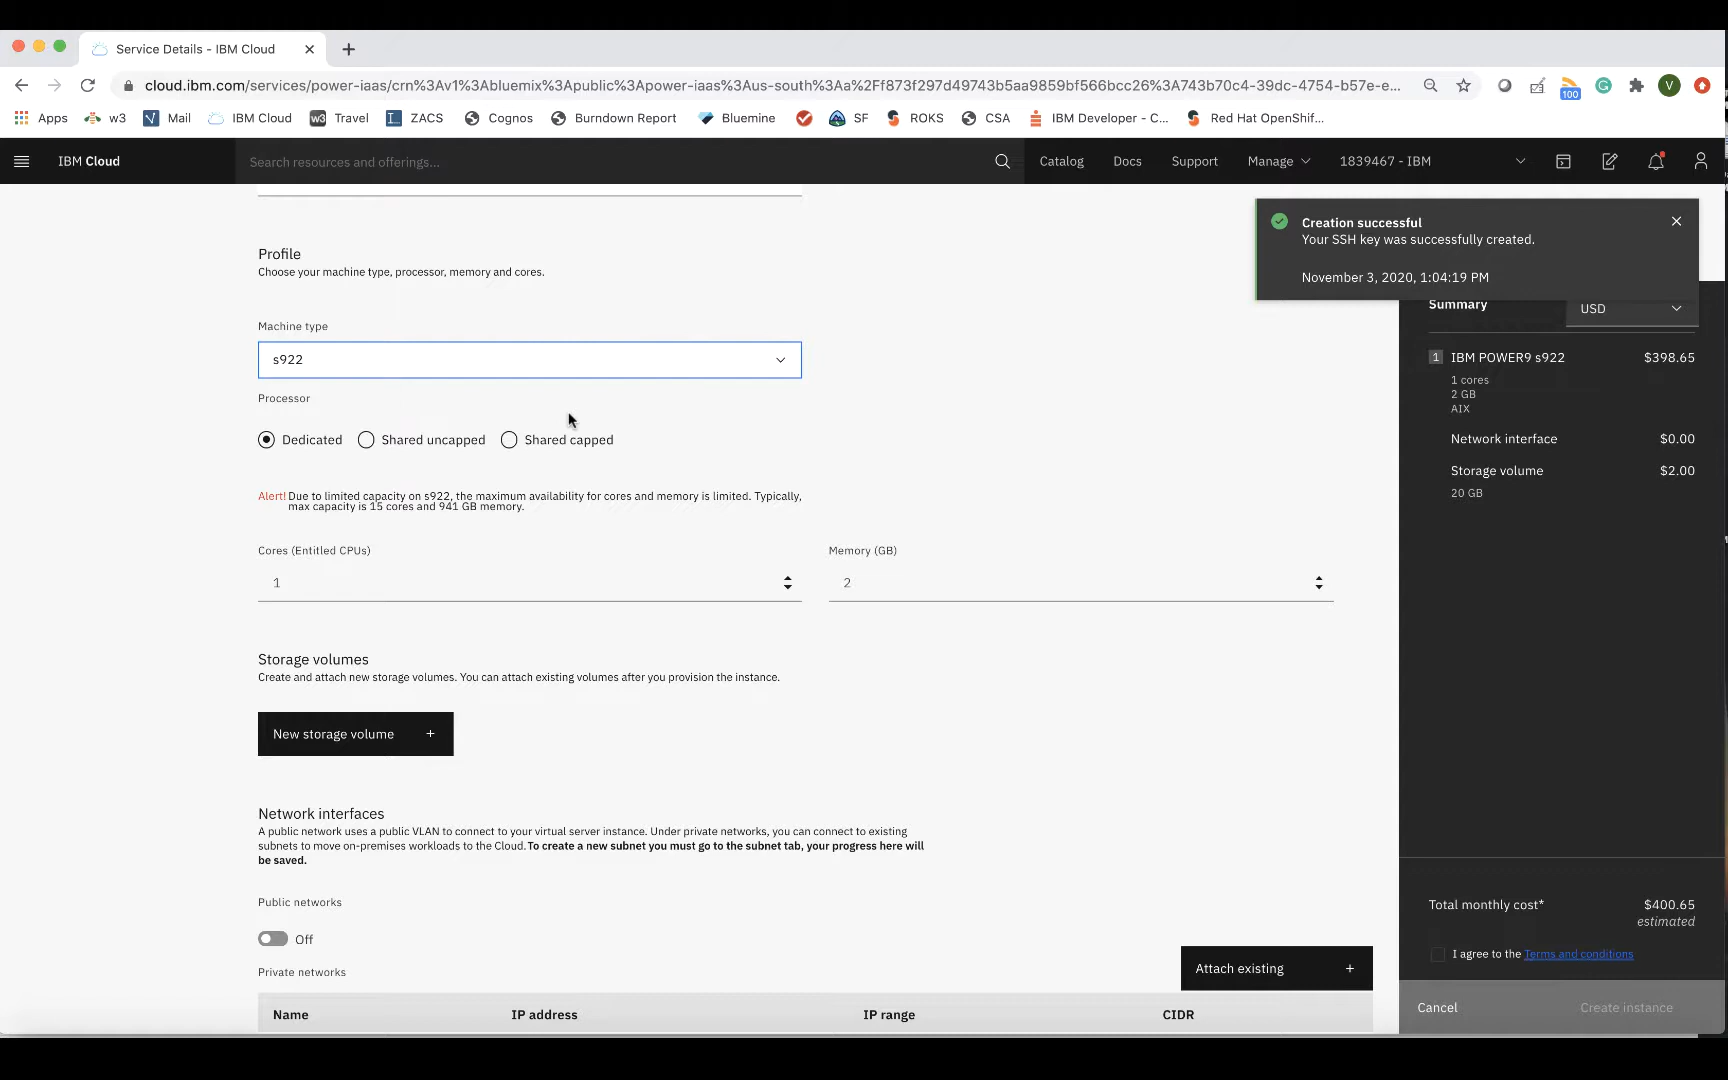 Service Details - IBM Cloud
cloud.ibm.com/services/power-iaas/crn%3Av1%3Abluemix%3Apublic%3Apower-iaas%3Aus-south%3Aa%2Ff873f297d49743b5aa9859bf566bcc26%3A743b70c4-39dc-4754-b57e-e...
100
V
Apps w3 Mail IBM Cloud w3 Travel ZACS Cognos Burndown Report Bluemine SF ROKS CSA IBM Developer - C... Red Hat OpenShif...
IBM Cloud Search resources and offerings... Catalog Docs Support Manage 1839467 - IBM
Creation successful
Your SSH key was successfully created.
November 3, 2020, 1:04:19 PM
Profile
Choose your machine type, processor, memory and cores.
Machine type
s922
Processor
Dedicated Shared uncapped Shared capped
Alert! Due to limited capacity on s922, the maximum availability for cores and memory is limited. Typically,
max capacity is 15 cores and 941 GB memory.
Cores (Entitled CPUs) Memory (GB)
1 2
Storage volumes
Create and attach new storage volumes. You can attach existing volumes after you provision the instance.
New storage volume +
Network interfaces
A public network uses a public VLAN to connect to your virtual server instance. Under private networks, you can connect to existing
subnets to move on-premises workloads to the Cloud. To create a new subnet you must go to the subnet tab, your progress here will
be saved.
Public networks
Off
Private networks
Attach existing +
Name IP address IP range CIDR
Summary USD
1 IBM POWER9 s922 $398.65
1 cores
2 GB
AIX
Network interface $0.00
Storage volume $2.00
20 GB
Total monthly cost* $400.65
estimated
I agree to the Terms and conditions
Cancel Create instance